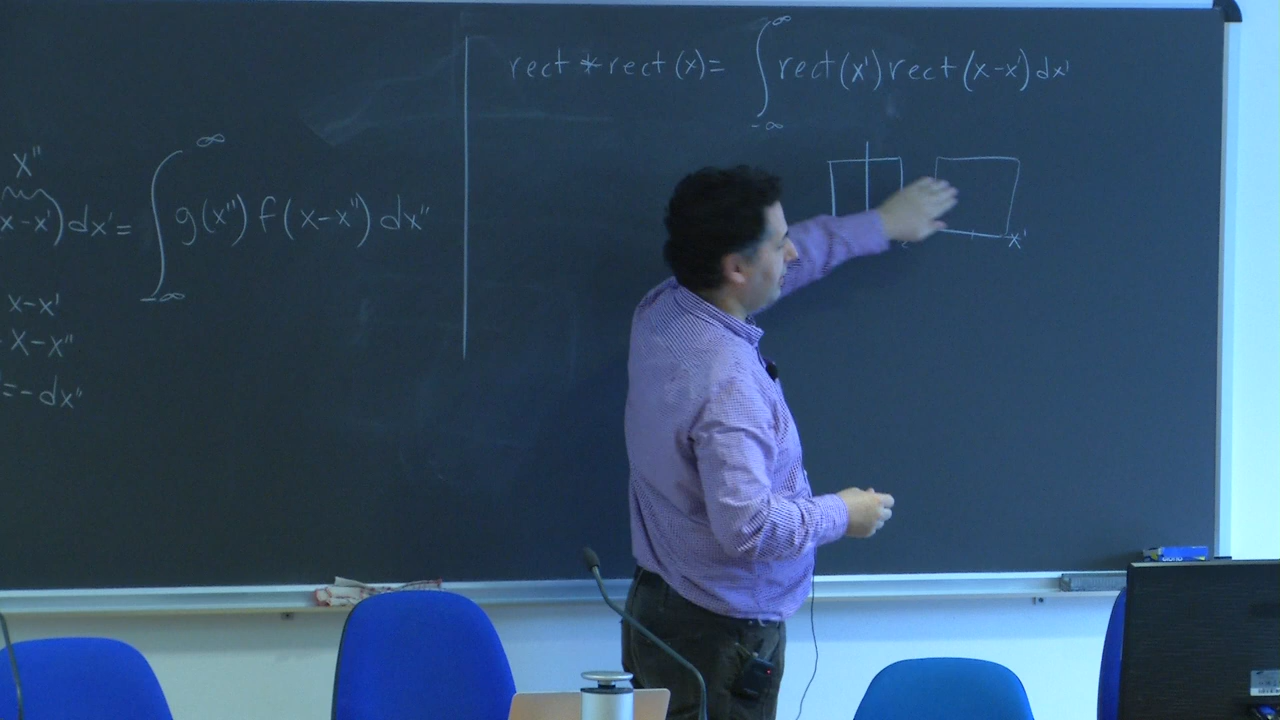 x"
x-x')dx' = ∫_{-∞}^{∞} g(x") f(x-x") dx"
x-x'
x-x"
=-dx"
rect * rect (x) = ∫_{-∞}^{∞} rect(x') rect(x-x') dx'
x'